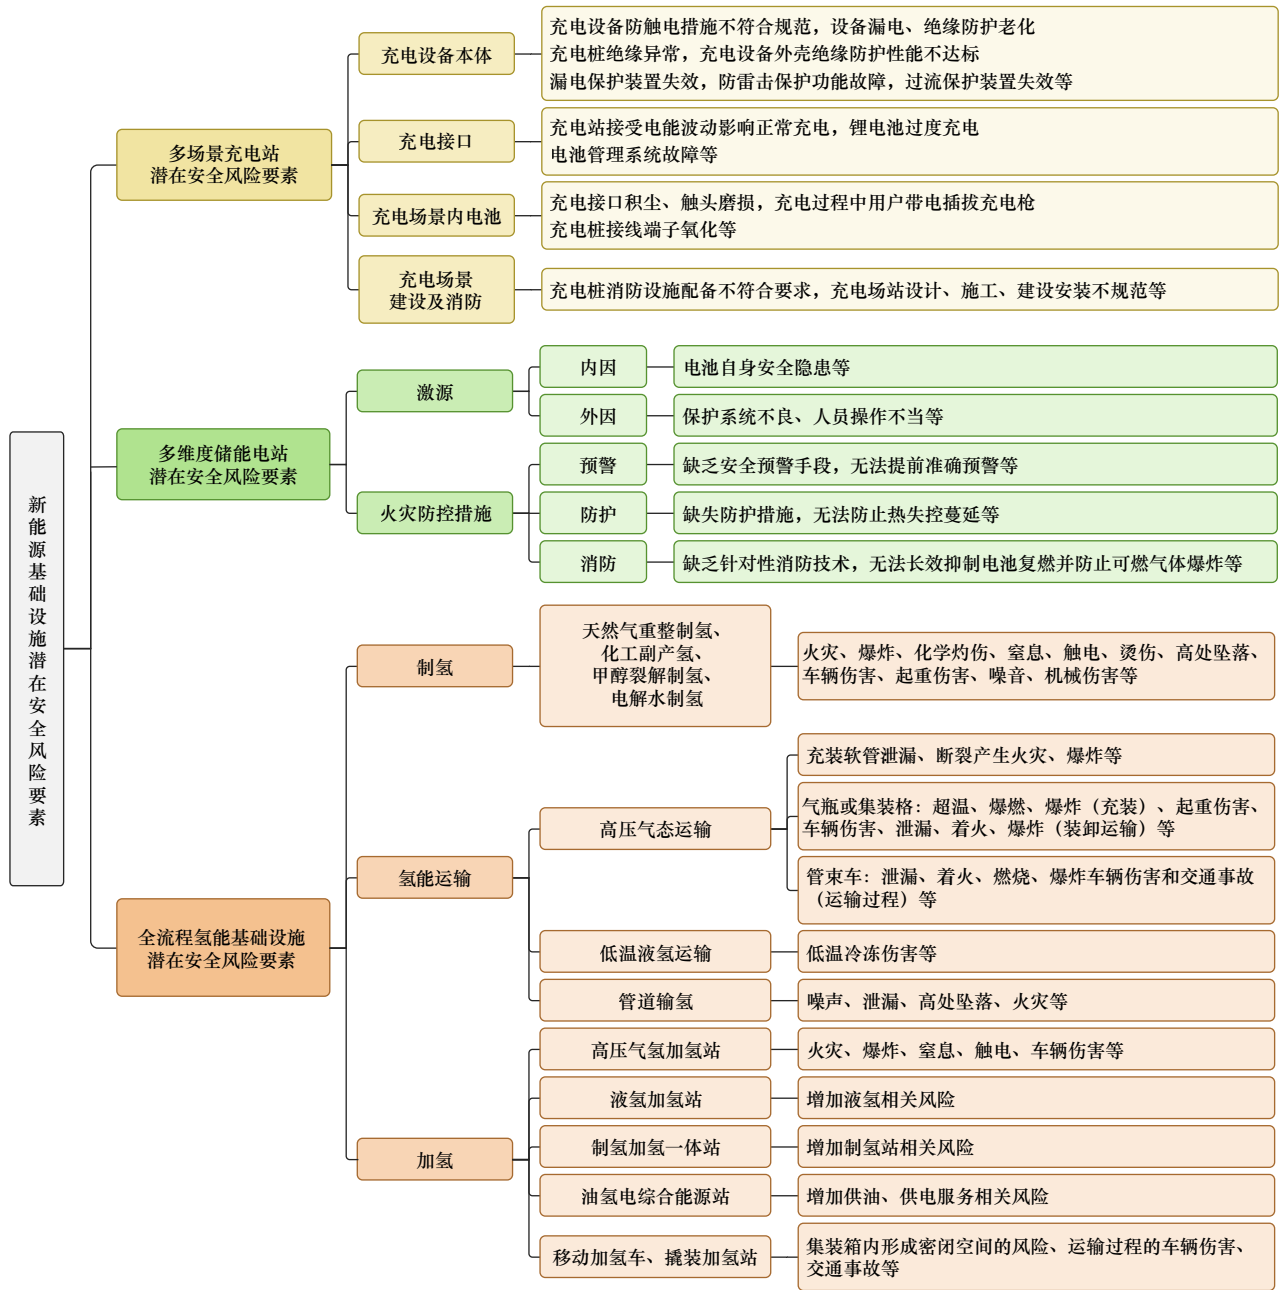 新能源基础设施潜在安全风险要素
多场景充电站
潜在安全风险要素
充电设备本体
充电设备防触电措施不符合规范，设备漏电、绝缘防护老化
充电桩绝缘异常，充电设备外壳绝缘防护性能不达标
漏电保护装置失效，防雷击保护功能故障，过流保护装置失效等
充电接口
充电站接受电能波动影响正常充电，锂电池过度充电
电池管理系统故障等
充电场景内电池
充电接口积尘、触头磨损，充电过程中用户带电插拔充电枪
充电桩接线端子氧化等
充电场景
建设及消防
充电桩消防设施配备不符合要求，充电场站设计、施工、建设安装不规范等
多维度储能电站
潜在安全风险要素
激源
内因
电池自身安全隐患等
外因
保护系统不良、人员操作不当等
火灾防控措施
预警
缺乏安全预警手段，无法提前准确预警等
防护
缺失防护措施，无法防止热失控蔓延等
消防
缺乏针对性消防技术，无法长效抑制电池复燃并防止可燃气体爆炸等
全流程氢能基础设施
潜在安全风险要素
制氢
天然气重整制氢、
化工副产氢、
甲醇裂解制氢、
电解水制氢
火灾、爆炸、化学灼伤、窒息、触电、烫伤、高处坠落、
车辆伤害、起重伤害、噪音、机械伤害等
氢能运输
高压气态运输
充装软管泄漏、断裂产生火灾、爆炸等
气瓶或集装格：超温、爆燃、爆炸（充装）、起重伤害、
车辆伤害、泄漏、着火、爆炸（装卸运输）等
管束车：泄漏、着火、燃烧、爆炸车辆伤害和交通事故
（运输过程）等
低温液氢运输
低温冷冻伤害等
管道输氢
噪声、泄漏、高处坠落、火灾等
加氢
高压气氢加氢站
火灾、爆炸、窒息、触电、车辆伤害等
液氢加氢站
增加液氢相关风险
制氢加氢一体站
增加制氢站相关风险
油氢电综合能源站
增加供油、供电服务相关风险
移动加氢车、撬装加氢站
集装箱内形成密闭空间的风险、运输过程的车辆伤害、
交通事故等